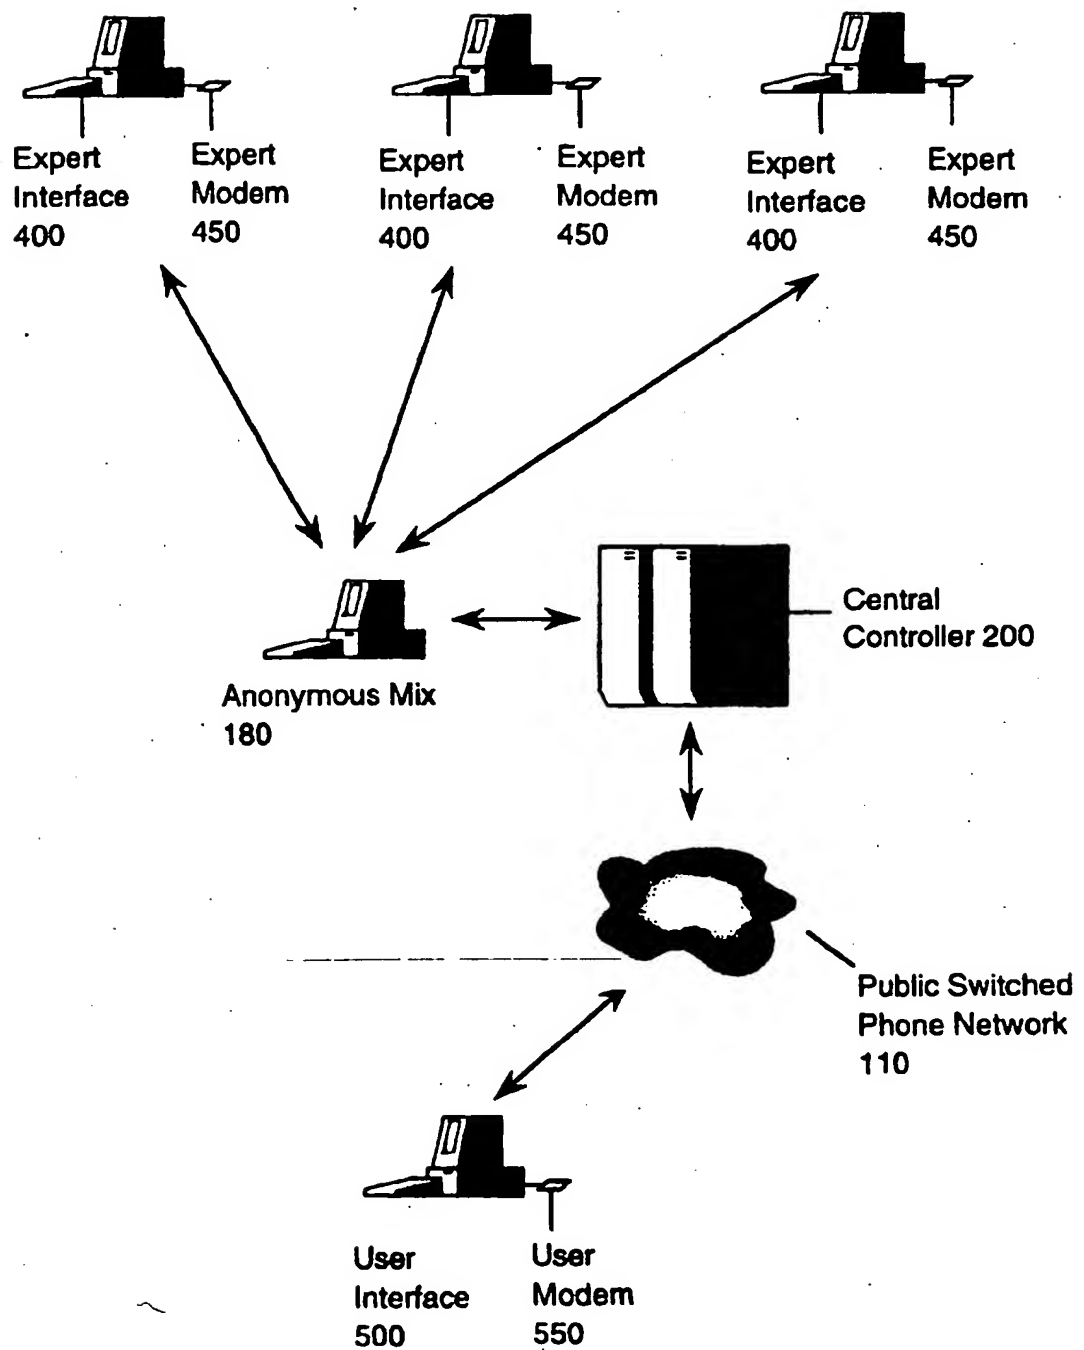 Expert
Interface
400
Expert
Modem
450
Expert
Interface
400
Expert
Modem
450
Expert
Interface
400
Expert
Modem
450
Central
Controller 200
Anonymous Mix
180
Public Switched
Phone Network
110
User
Interface
500
User
Modem
550